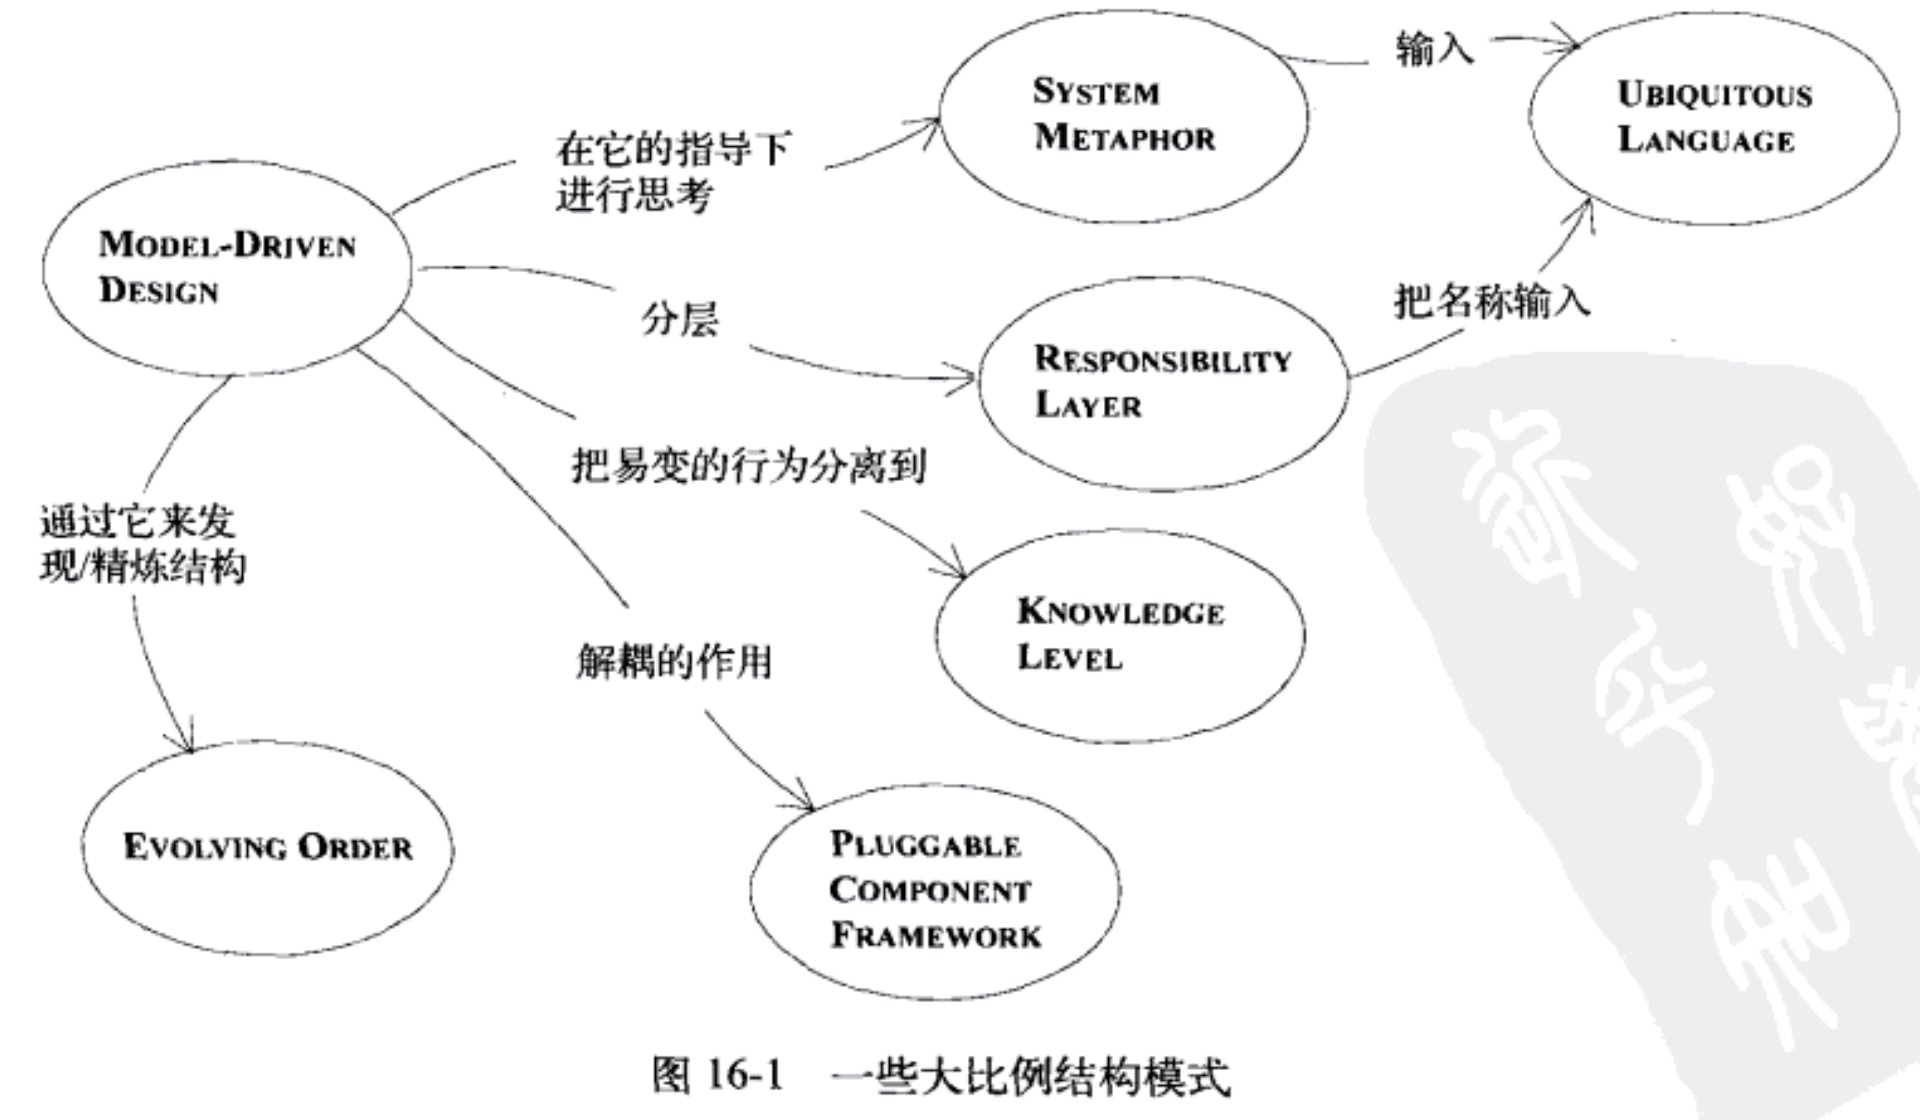 SYSTEM
METAPHOR
输入
UBIQUITOUS
LANGUAGE
在它的指导下
进行思考
MODEL-DRIVEN
DESIGN
分层
把名称输入
RESPONSIBILITY
LAYER
把易变的行为分离到
通过它来发
现/精炼结构
KNOWLEDGE
LEVEL
解耦的作用
EVOLVING ORDER
PLUGGABLE
COMPONENT
FRAMEWORK
图 16-1 一些大比例结构模式